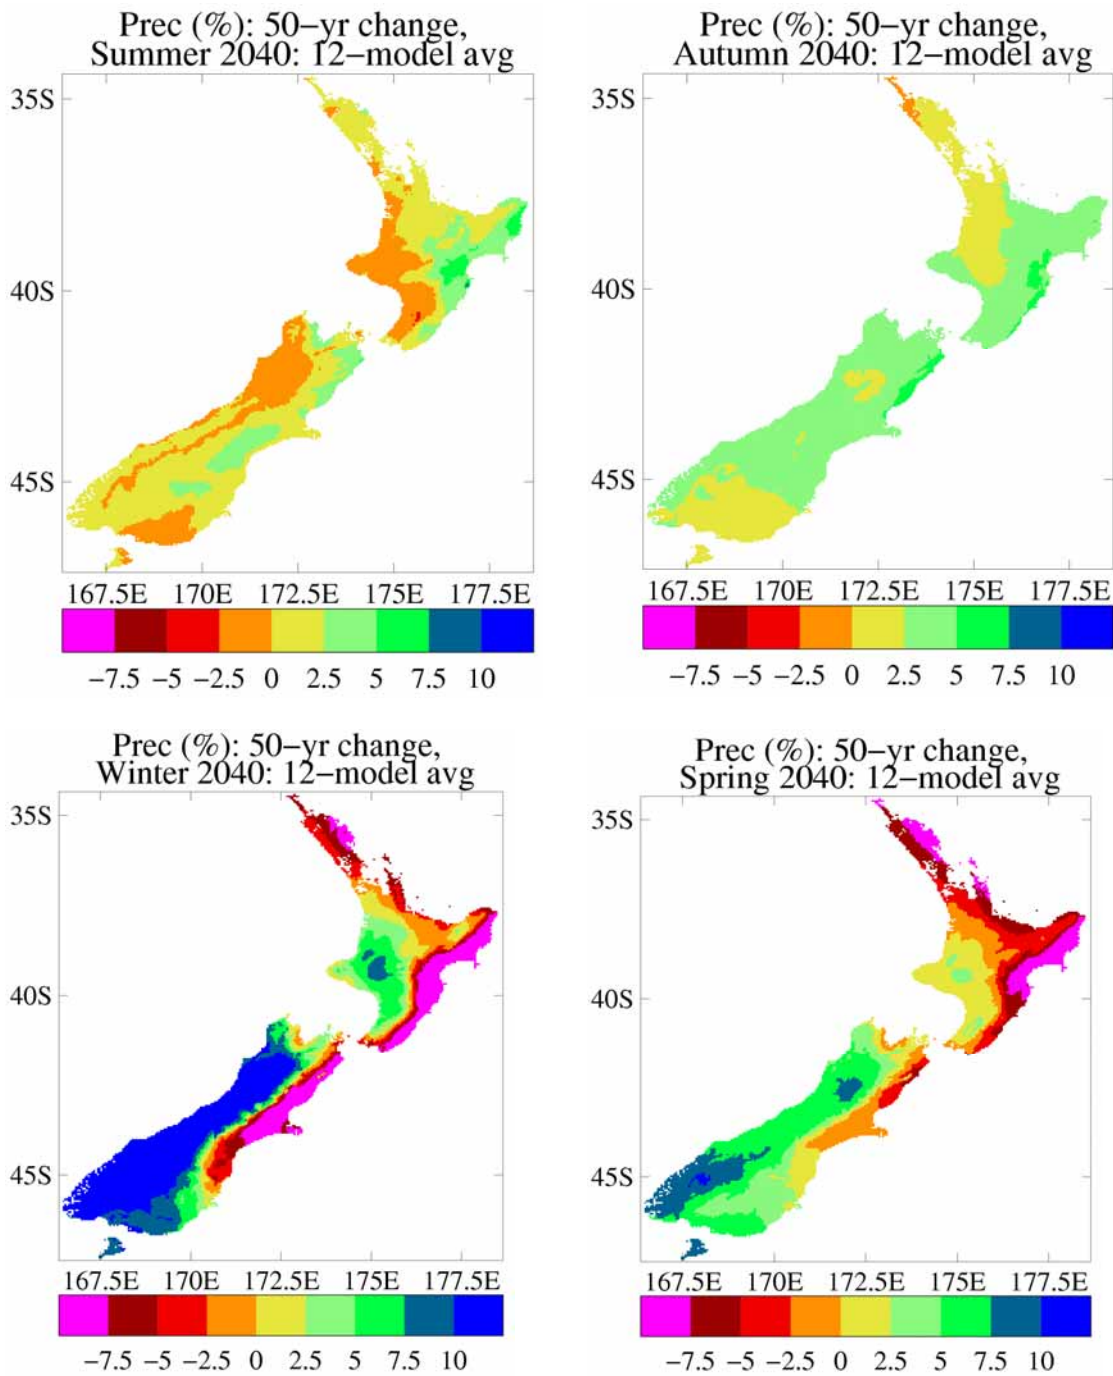 Prec (%): 50−yr change,
Summer 2040: 12−model avg
35S
40S
45S
167.5E 170E 172.5E 175E 177.5E
−7.5 −5 −2.5 0 2.5 5 7.5 10
Prec (%): 50−yr change,
Autumn 2040: 12−model avg
35S
40S
45S
167.5E 170E 172.5E 175E 177.5E
−7.5 −5 −2.5 0 2.5 5 7.5 10
Prec (%): 50−yr change,
Winter 2040: 12−model avg
35S
40S
45S
167.5E 170E 172.5E 175E 177.5E
−7.5 −5 −2.5 0 2.5 5 7.5 10
Prec (%): 50−yr change,
Spring 2040: 12−model avg
35S
40S
45S
167.5E 170E 172.5E 175E 177.5E
−7.5 −5 −2.5 0 2.5 5 7.5 10